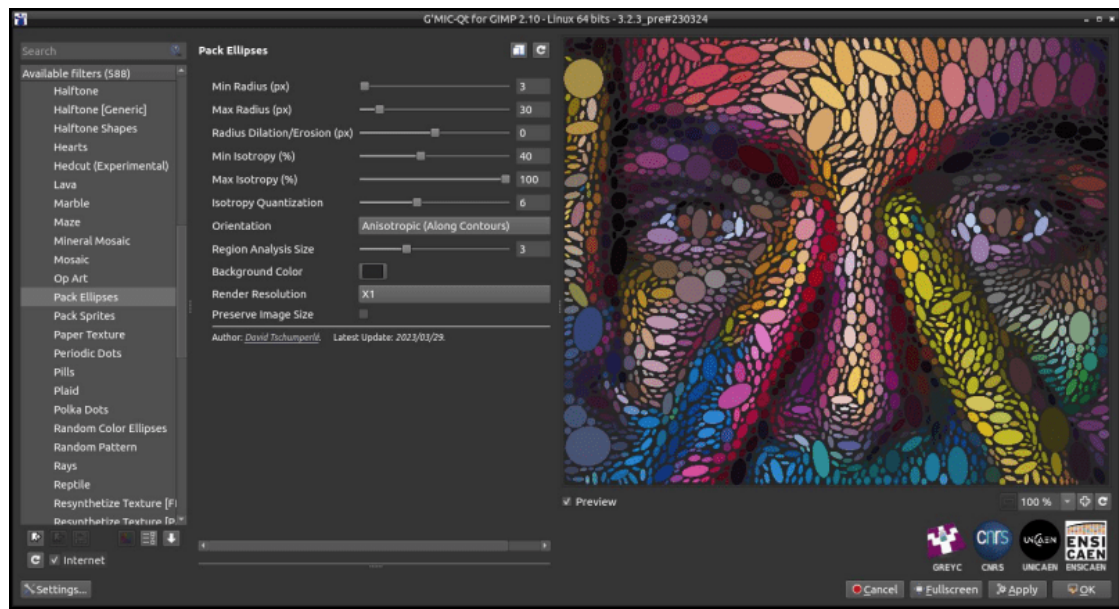 G'MIC-Qt for GIMP 2.10 - Linux 64 bits - 3.2.3_pre#230324
Search
Available filters (588)
Halftone
Halftone [Generic]
Halftone Shapes
Hearts
Hedcut (Experimental)
Lava
Marble
Maze
Mineral Mosaic
Mosaic
Op Art
Pack Ellipses
Pack Sprites
Paper Texture
Periodic Dots
Pills
Plaid
Polka Dots
Random Color Ellipses
Random Pattern
Rays
Reptile
Resynthetize Texture [F
Resynthetize Texture [P
Internet
Settings...
Pack Ellipses
Min Radius (px) 3
Max Radius (px) 30
Radius Dilation/Erosion (px) 0
Min Isotropy (%) 40
Max Isotropy (%) 100
Isotropy Quantization 6
Orientation Anisotropic (Along Contours)
Region Analysis Size 3
Background Color
Render Resolution X1
Preserve Image Size
Author: David Tschumperlé. Latest Update: 2023/03/29.
Preview
100 %
cnrs
UNICAEN
ENSI
CAEN
GREYC CNRS UNICAEN ENSICAEN
Cancel Fullscreen Apply OK